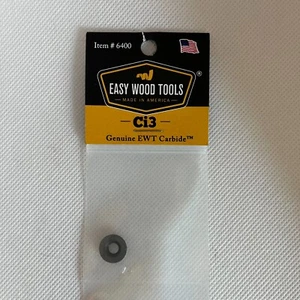 Item # 6400
EASY WOOD TOOLS®
MADE IN AMERICA
Ci3
Genuine EWT Carbide™